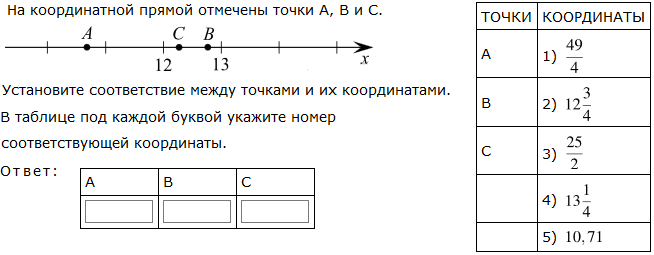 На координатной прямой отмечены точки А, В и С.
A C B
12 13 x
Установите соответствие между точками и их координатами.
В таблице под каждой буквой укажите номер
соответствующей координаты.
Ответ:
А В С
ТОЧКИ КООРДИНАТЫ
А 1) 49/4
В 2) 12 3/4
С 3) 25/2
4) 13 1/4
5) 10,71